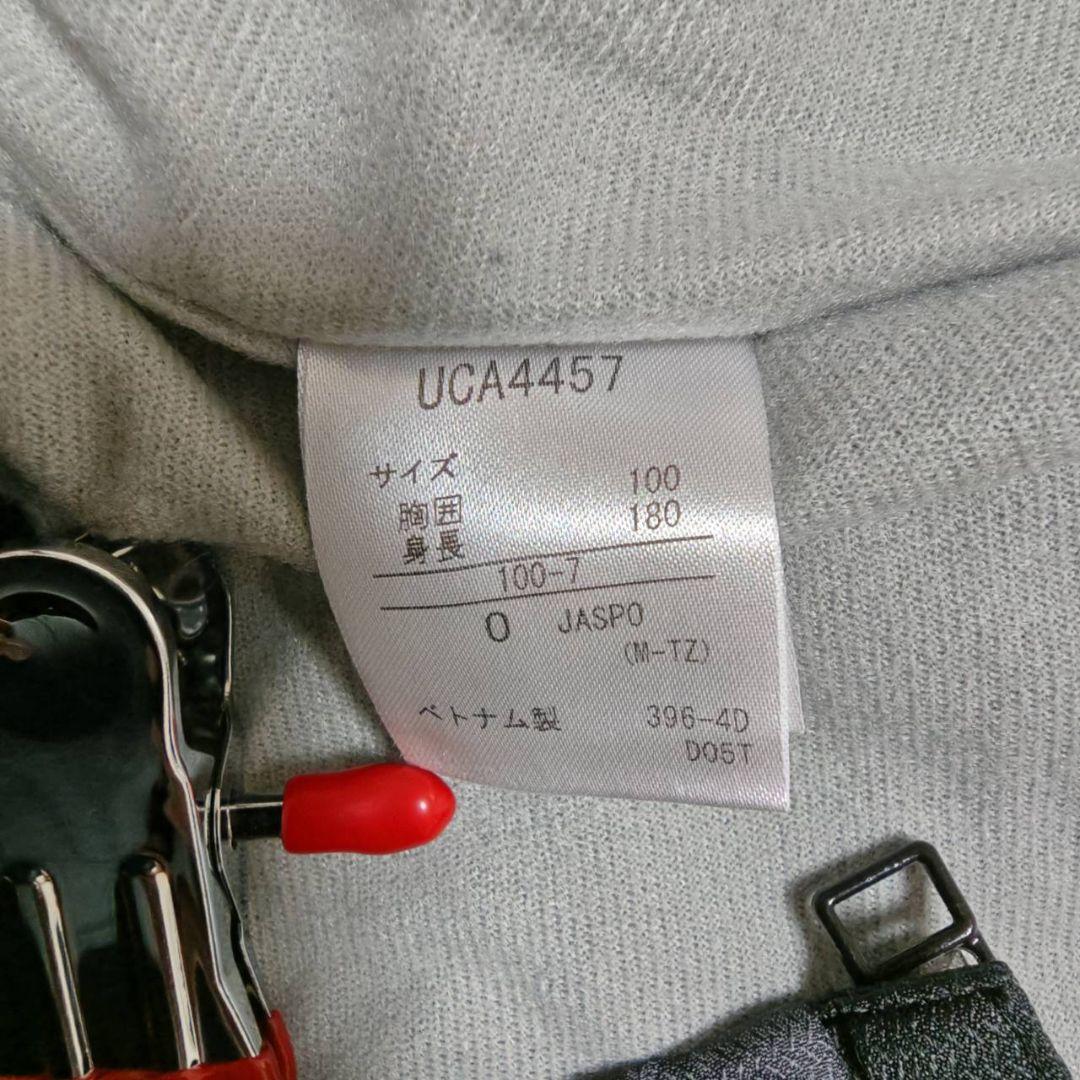 UCA4457
サイズ
胸囲 100
身長 180
100-7
O JASPO
(M-TZ)
ベトナム製 396-4D
D05T